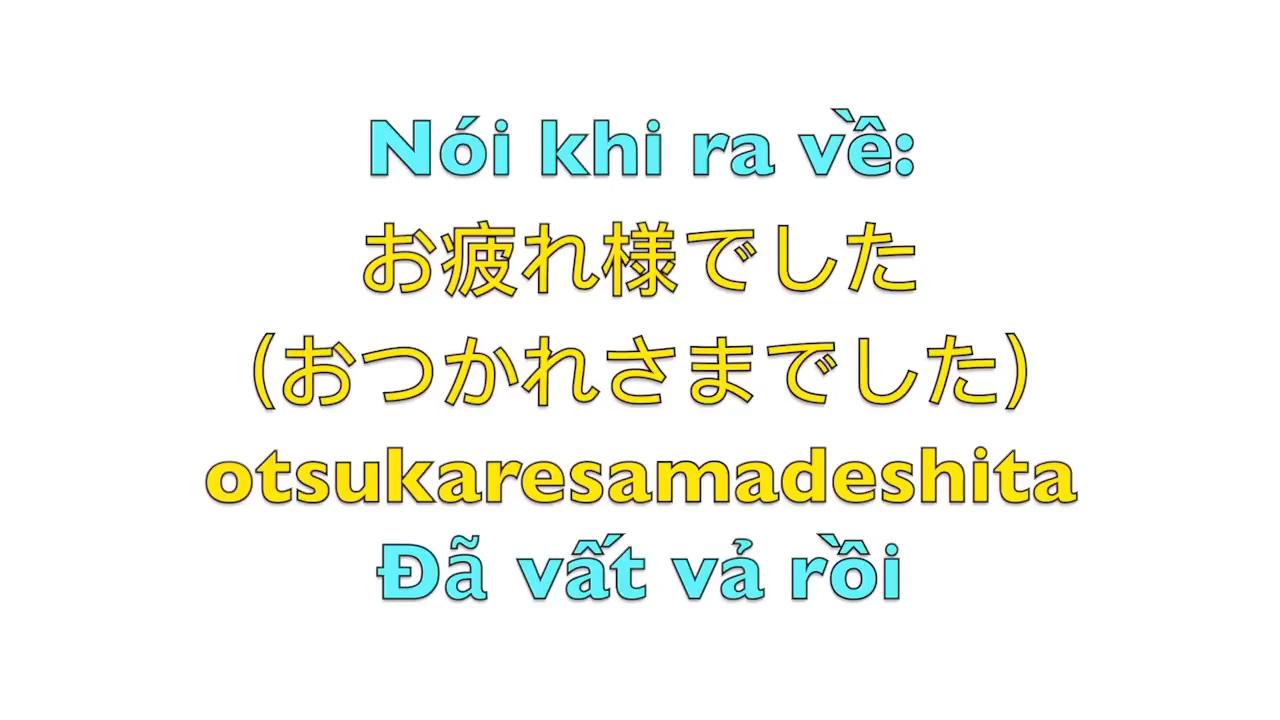 Nói khi ra về:
お疲れ様でした
（おつかれさまでした）
otsukaresamadeshita
Đã vất vả rồi